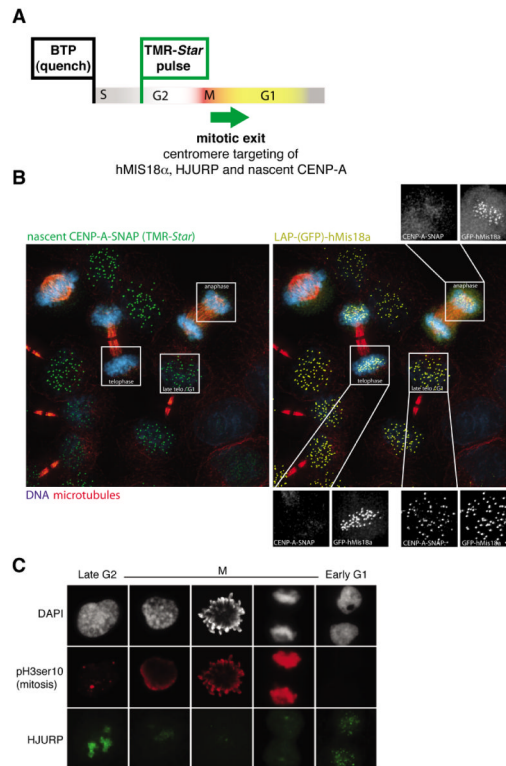 A
BTP
(quench)
TMR-Star
pulse
S
G2
M
G1
mitotic exit
centromere targeting of
hMIS18α, HJURP and nascent CENP-A
B
CENP-A-SNAP
GFP-hMis18a
nascent CENP-A-SNAP (TMR-Star)
LAP-(GFP)-hMis18a
anaphase
telophase
late telo / G1
anaphase
telophase
late telo / G1
DNA microtubules
CENP-A-SNAP
GFP-hMis18a
CENP-A-SNAP
GFP-hMis18a
C
Late G2
M
Early G1
DAPI
pH3ser10
(mitosis)
HJURP